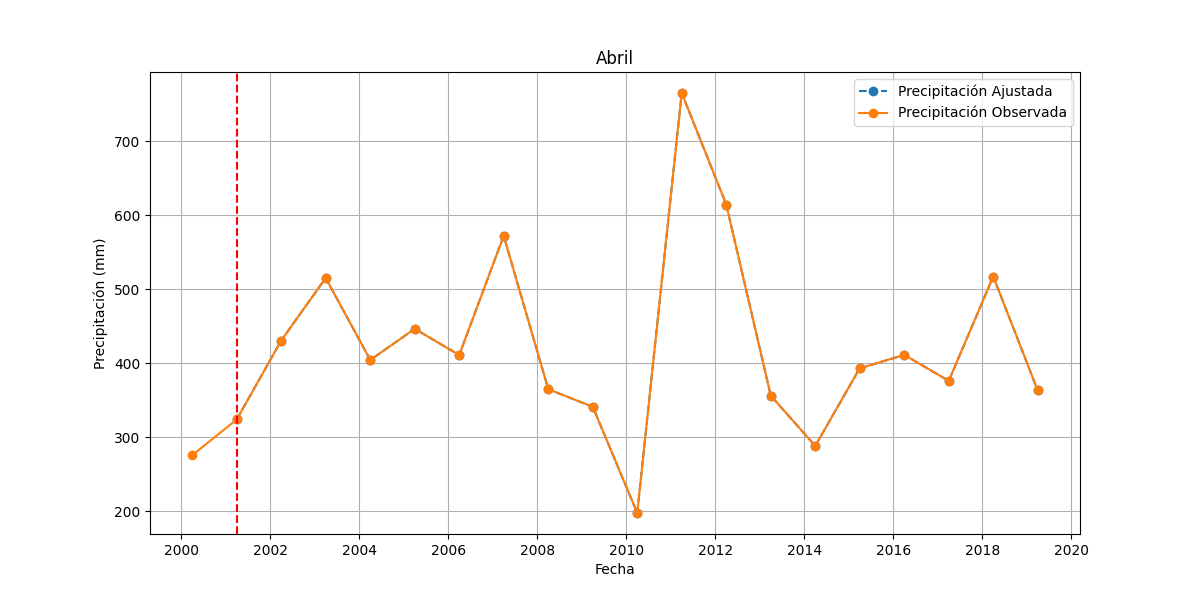 Abril
Precipitación Ajustada
Precipitación Observada
Precipitación (mm)
700
600
500
400
300
200
2000 2002 2004 2006 2008 2010 2012 2014 2016 2018 2020
Fecha